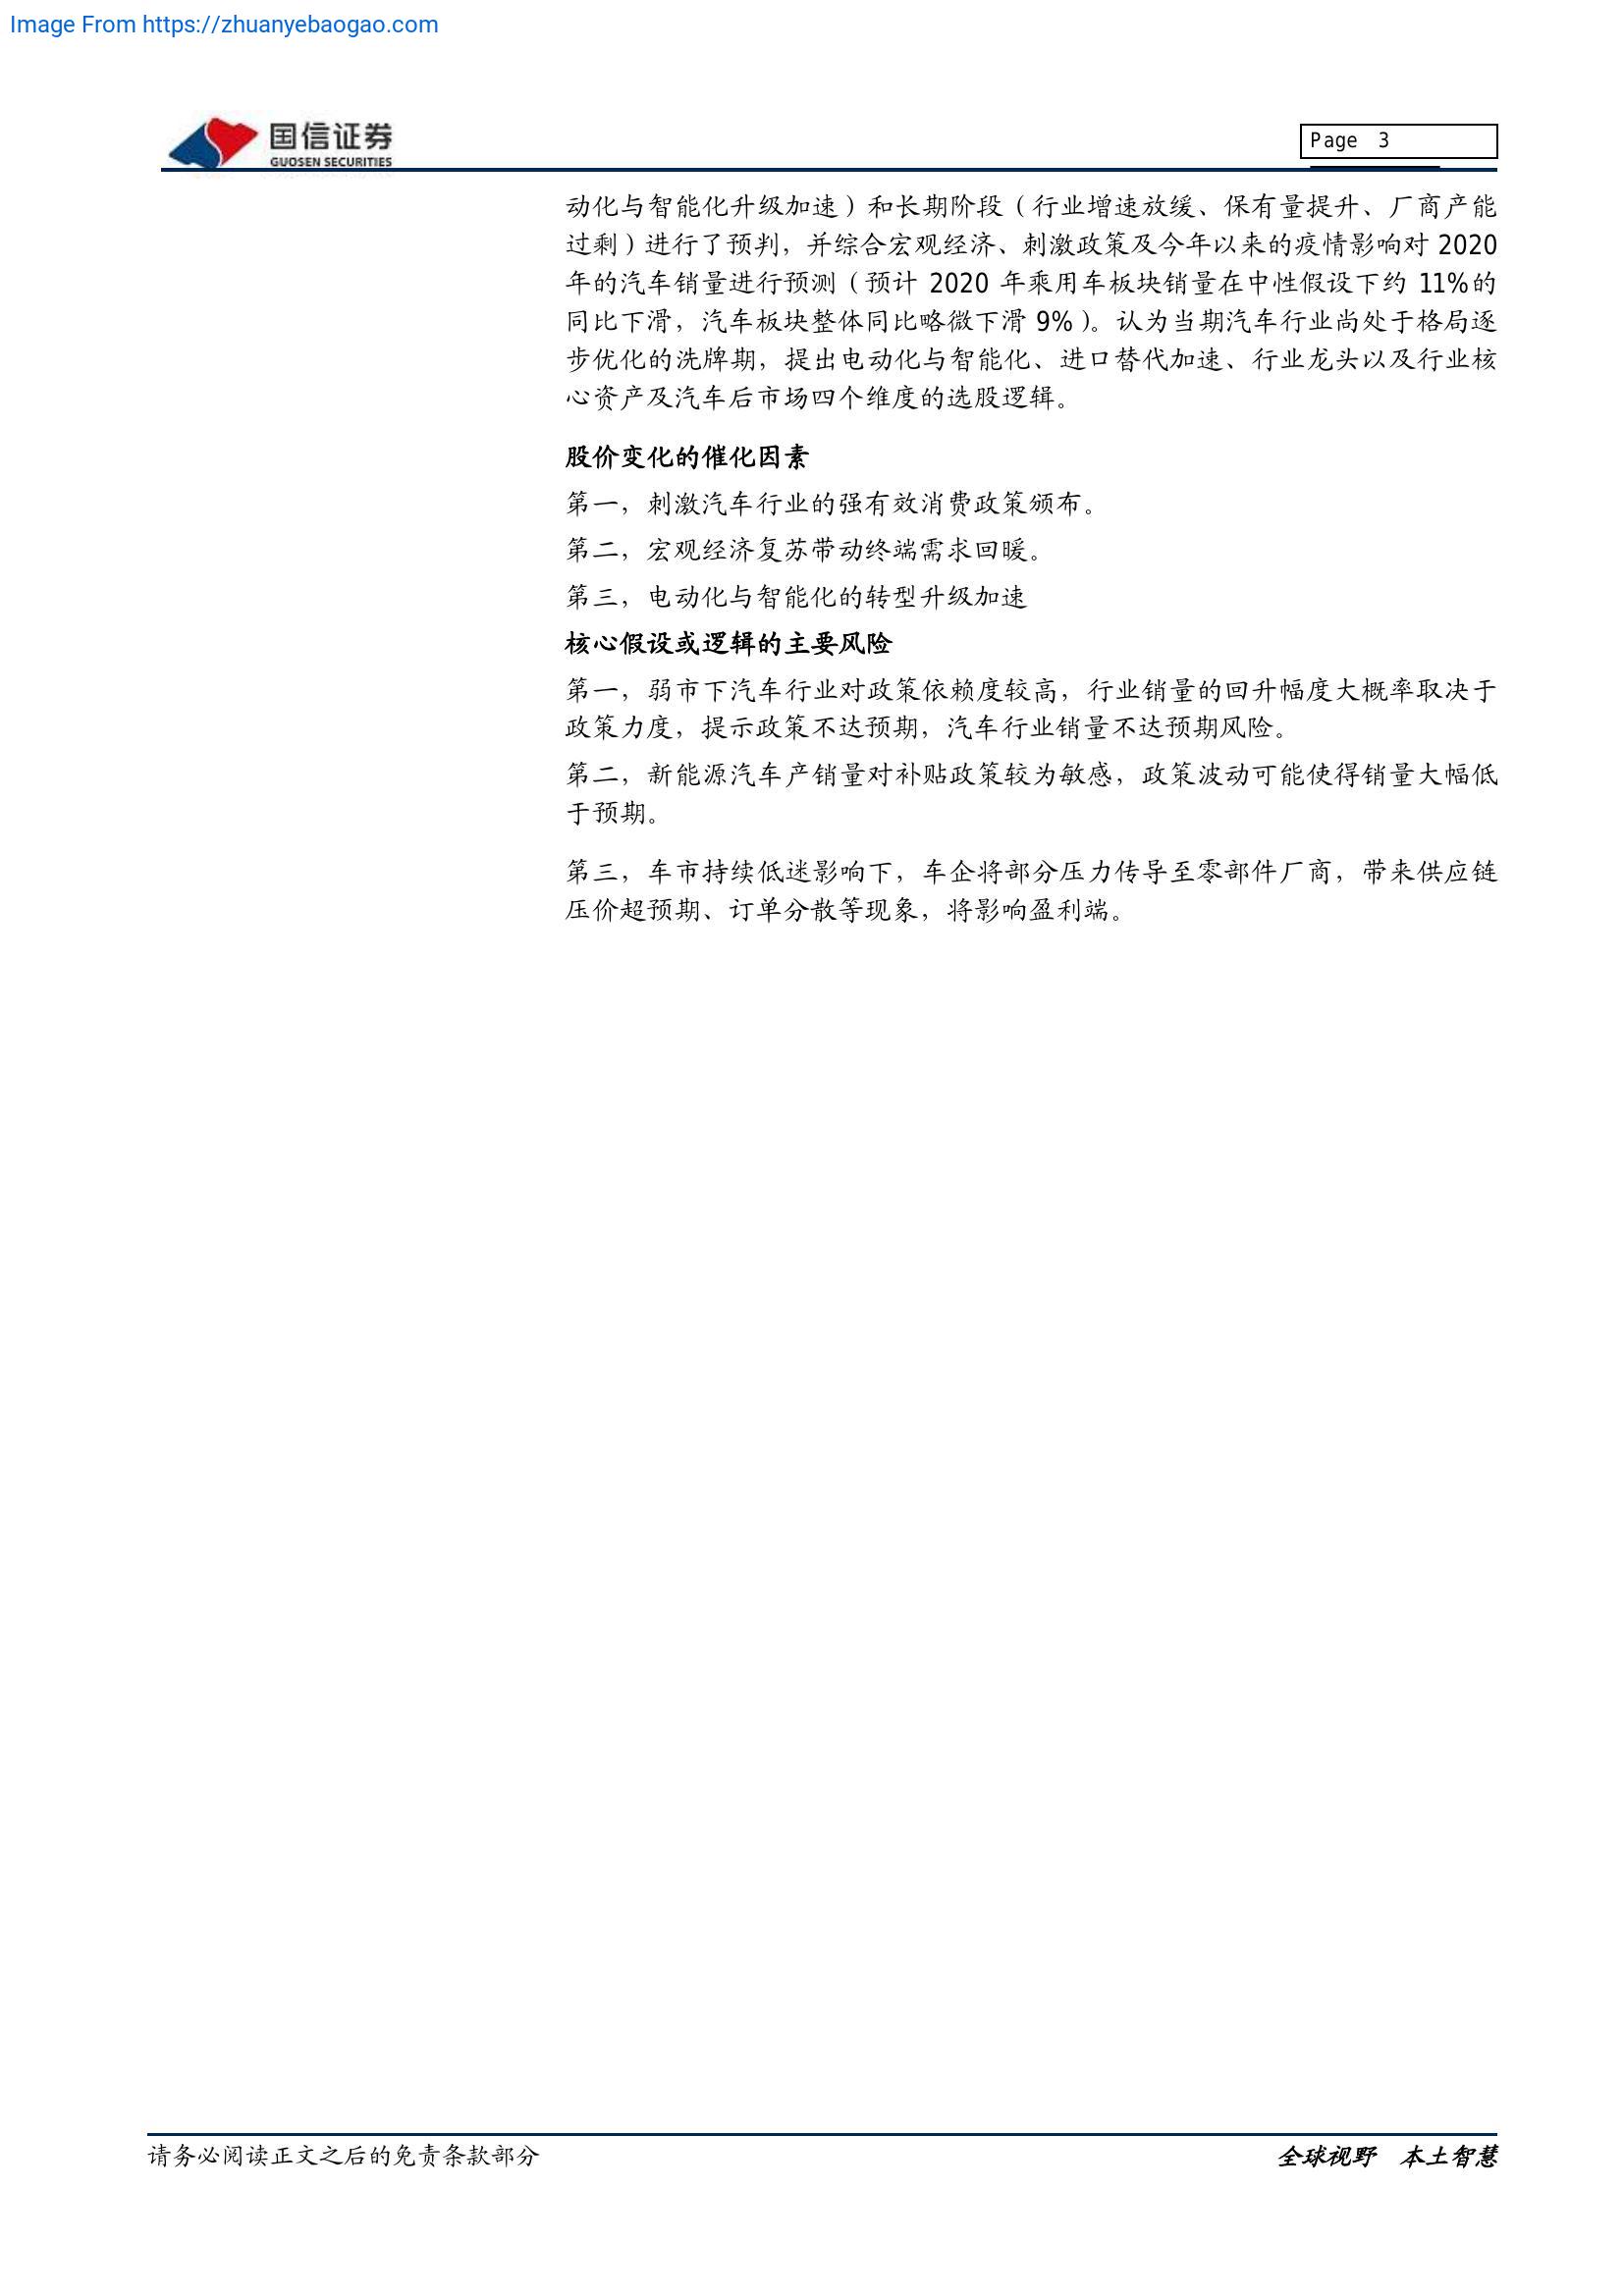 Image From https://zhuanyebaogao.com
国信证券
GUOSEN SECURITIES
Page 3
动化与智能化升级加速）和长期阶段（行业增速放缓、保有量提升、厂商产能
过剩）进行了预判，并综合宏观经济、刺激政策及今年以来的疫情影响对 2020
年的汽车销量进行预测（预计 2020 年乘用车板块销量在中性假设下约 11%的
同比下滑，汽车板块整体同比略微下滑 9%）。认为当期汽车行业尚处于格局逐
步优化的洗牌期，提出电动化与智能化、进口替代加速、行业龙头以及行业核
心资产及汽车后市场四个维度的选股逻辑。
股价变化的催化因素
第一，刺激汽车行业的强有效消费政策颁布。
第二，宏观经济复苏带动终端需求回暖。
第三，电动化与智能化的转型升级加速
核心假设或逻辑的主要风险
第一，弱市下汽车行业对政策依赖度较高，行业销量的回升幅度大概率取决于
政策力度，提示政策不达预期，汽车行业销量不达预期风险。
第二，新能源汽车产销量对补贴政策较为敏感，政策波动可能使得销量大幅低
于预期。
第三，车市持续低迷影响下，车企将部分压力传导至零部件厂商，带来供应链
压价超预期、订单分散等现象，将影响盈利端。
请务必阅读正文之后的免责条款部分
全球视野 本土智慧